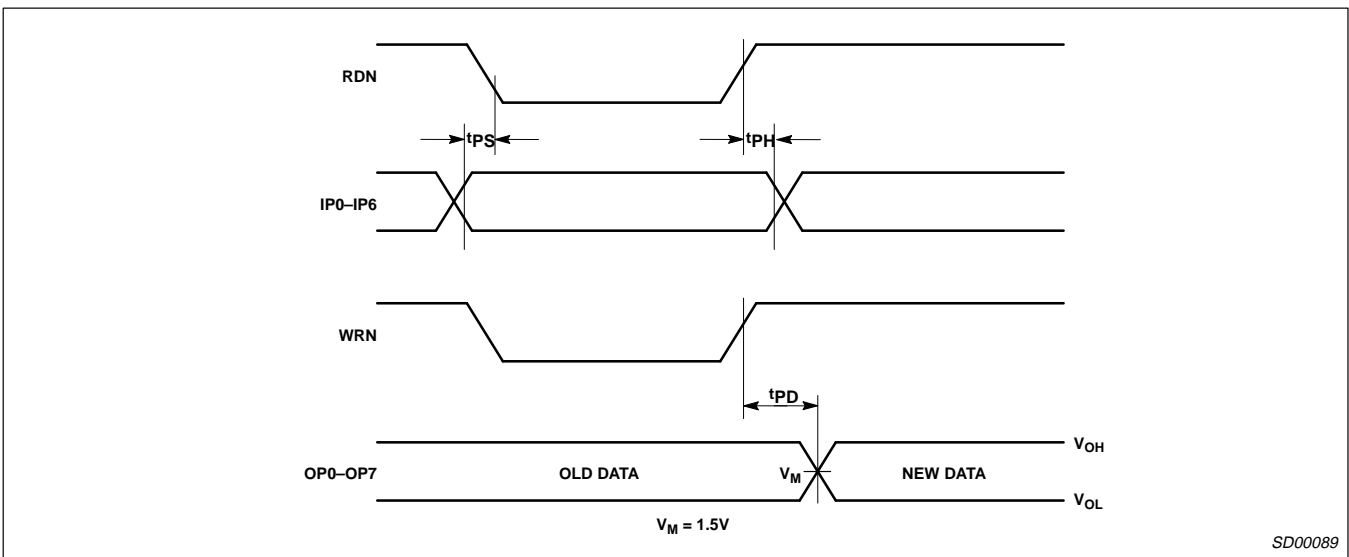 RDN
tPS
tPH
IP0–IP6
WRN
tPD
VOH
OP0–OP7
OLD DATA
VM
NEW DATA
VOL
VM = 1.5V
SD00089